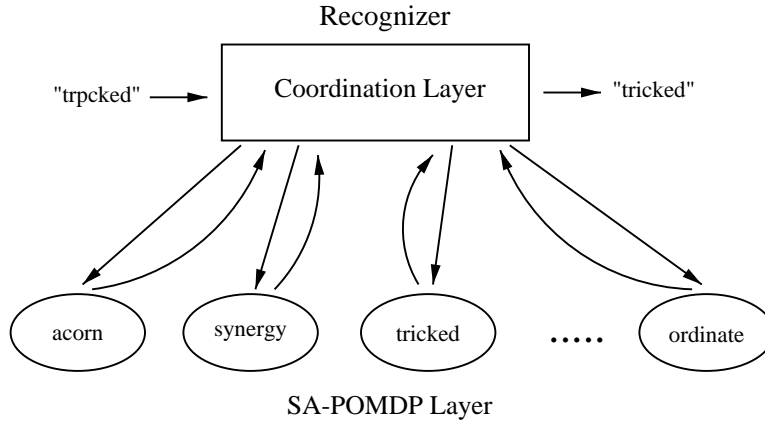 Recognizer
"trpcked" Coordination Layer "tricked"
acorn synergy tricked ..... ordinate
SA-POMDP Layer